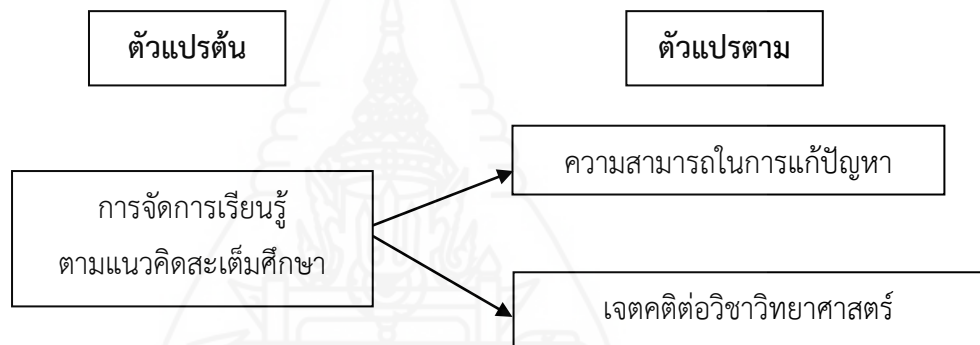 ตัวแปรต้น
ตัวแปรตาม
ความสามารถในการแก้ปัญหา
การจัดการเรียนรู้
ตามแนวคิดสะเต็มศึกษา
เจตคติต่อวิชาวิทยาศาสตร์